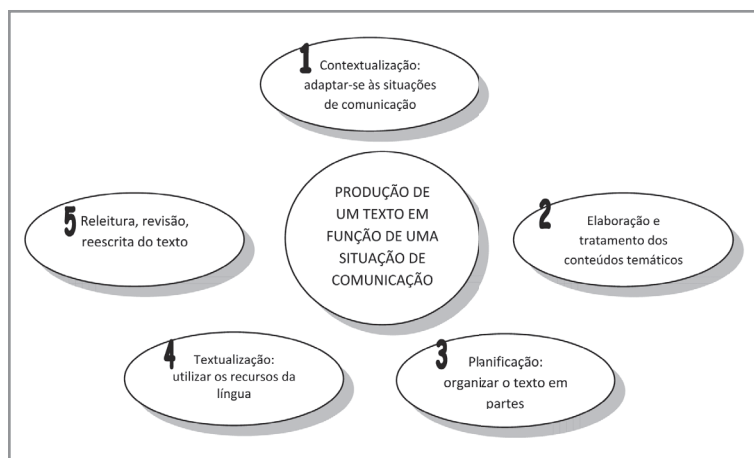 1
Contextualização:
adaptar-se às situações
de comunicação
PRODUÇÃO DE
UM TEXTO EM
FUNÇÃO DE UMA
SITUAÇÃO DE
COMUNICAÇÃO
2
Elaboração e
tratamento dos
conteúdos temáticos
3
Planificação:
organizar o texto em
partes
4
Textualização:
utilizar os recursos da
língua
5
Releitura, revisão,
reescrita do texto